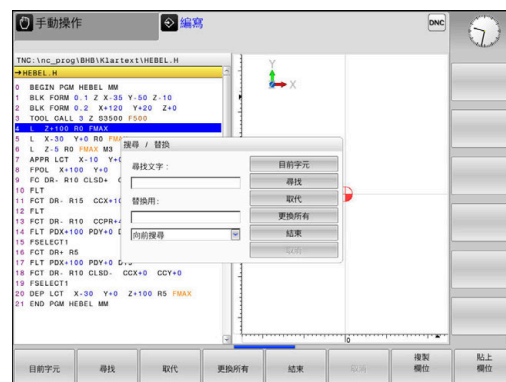 手動操作
編寫
DNC
TNC:\nc_prog\BHB\Klartext\HEBEL.H
→HEBEL.H
0 BEGIN PGM HEBEL MM
1 BLK FORM 0.1 Z X-35 Y-50 Z-10
2 BLK FORM 0.2 X+120 Y+20 Z+0
3 TOOL CALL 3 Z S3500 F500
4 L Z+100 R0 FMAX
5 L X-30 Y+0 R0 FMAX
6 L Z-5 R0 FMAX M3
7 APPR LCT X-10 Y+0
8 FPOL X+100 Y+0
9 FC DR- R10 CLSD+
10 FLT
11 FCT DR- R15 CCX+10
12 FLT
13 FCT DR- R10 CCPR+
14 FLT PDX+100 PDY+0 D
15 FSELECT1
16 FCT DR+ R5
17 FLT PDX+100 PDY+0 D15
18 FCT DR- R10 CLSD- CCX+0 CCY+0
19 FSELECT1
20 DEP LCT X-30 Y+0 Z+100 R5 FMAX
21 END PGM HEBEL MM
Y
X
0
搜尋 / 替換
尋找文字:
目前字元
尋找
替換用:
取代
更換所有
向前搜尋
結束
取消
目前字元
尋找
取代
更換所有
結束
取消
複製
欄位
貼上
欄位